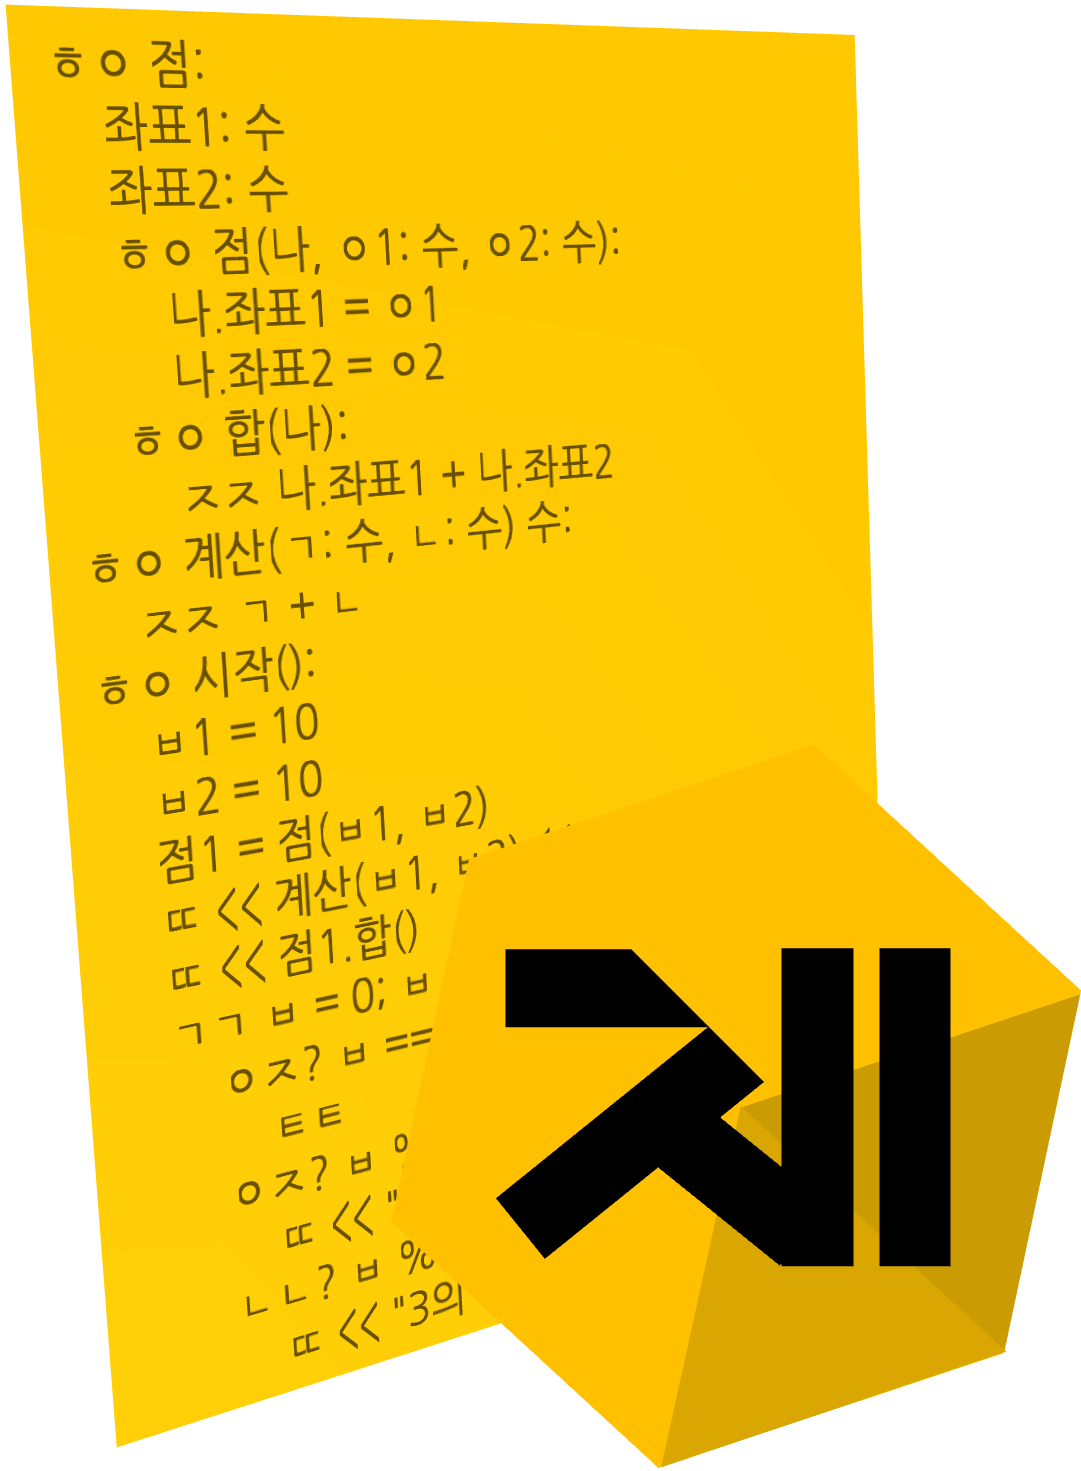 ㅎㅇ 점:
좌표1: 수
좌표2: 수
ㅎㅇ 점(나, ㅇ1: 수, ㅇ2: 수):
나.좌표1 = ㅇ1
나.좌표2 = ㅇ2
ㅎㅇ 합(나):
ㅈㅈ 나.좌표1 + 나.좌표2
ㅎㅇ 계산(ㄱ: 수, ㄴ: 수) 수:
ㅈㅈ ㄱ + ㄴ
ㅎㅇ 시작():
ㅂ1 = 10
ㅂ2 = 10
점1 = 점(ㅂ1, ㅂ2)
ㄸ << 계산(ㅂ1, ㅂ2)
ㄸ << 점1.합()
ㄱㄱ ㅂ = 0; ㅂ
ㅇㅈ? ㅂ ==
ㅌㅌ
ㅇㅈ? ㅂ %
ㄸ << "
ㄴㄴ? ㅂ %
ㄸ << "3의
제